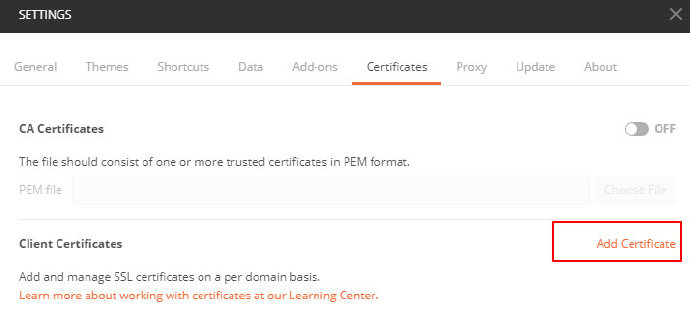 SETTINGS
General Themes Shortcuts Data Add-ons Certificates Proxy Update About
CA Certificates OFF
The file should consist of one or more trusted certificates in PEM format.
PEM file Choose File
Client Certificates Add Certificate
Add and manage SSL certificates on a per domain basis.
Learn more about working with certificates at our Learning Center.